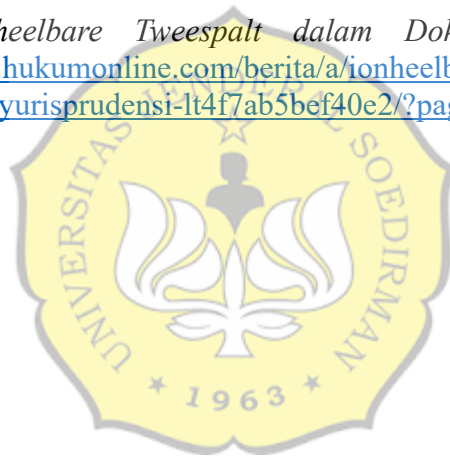 heelbare Tweespalt dalam Dok
hukumonline.com/berita/a/ionheelb
yurisprudensi-lt4f7ab5bef40e2/?pag
UNIVERSITAS JENDERAL SOEDIRMAN
* 1963 *